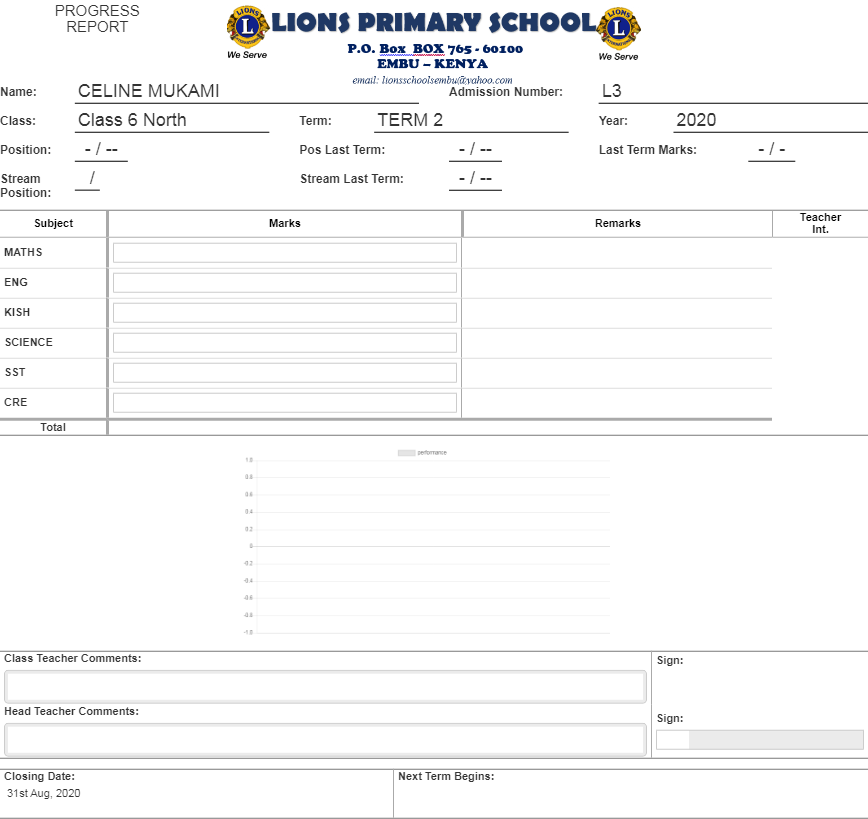 PROGRESS
REPORT
LIONS
L
INTERNATIONAL
We Serve
LIONS PRIMARY SCHOOL
P.O. Box BOX 765 - 60100
EMBU – KENYA
email: lionsschoolsembu@yahoo.com
LIONS
L
INTERNATIONAL
We Serve
Name: CELINE MUKAMI Admission Number: L3
Class: Class 6 North Term: TERM 2 Year: 2020
Position: - / -- Pos Last Term: - / -- Last Term Marks: - / -
Stream Position: / Stream Last Term: - / --
Subject Marks Remarks Teacher Int.
MATHS
ENG
KISH
SCIENCE
SST
CRE
Total
performance
1.0
0.8
0.6
0.4
0.2
0
-0.2
-0.4
-0.6
-0.8
-1.0
Class Teacher Comments: Sign:
Head Teacher Comments: Sign:
Closing Date: Next Term Begins:
31st Aug, 2020